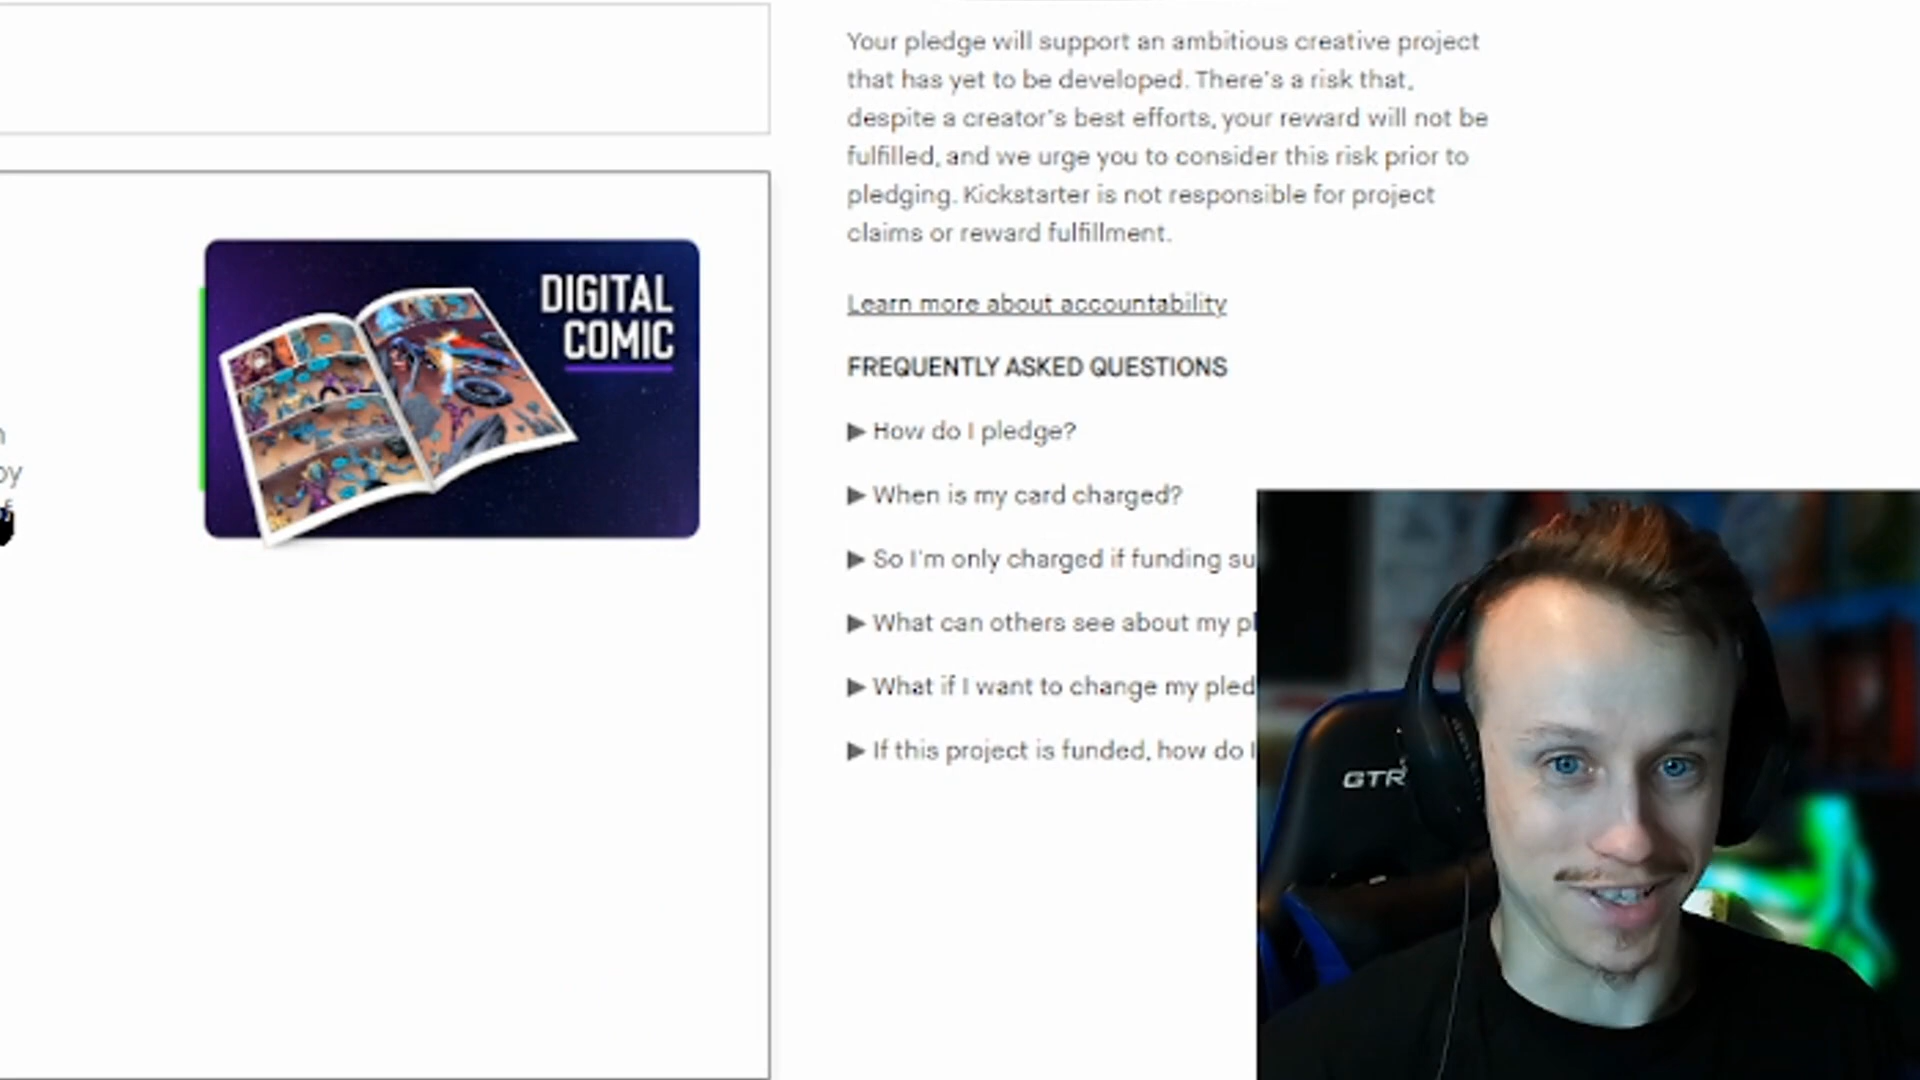 Your pledge will support an ambitious creative project
that has yet to be developed. There's a risk that,
despite a creator's best efforts, your reward will not be
fulfilled, and we urge you to consider this risk prior to
pledging. Kickstarter is not responsible for project
claims or reward fulfillment.
Learn more about accountability
FREQUENTLY ASKED QUESTIONS
▶ How do I pledge?
▶ When is my card charged?
▶ So I'm only charged if funding su
▶ What can others see about my pl
▶ What if I want to change my pled
▶ If this project is funded, how do I
DIGITAL
COMIC
GTR